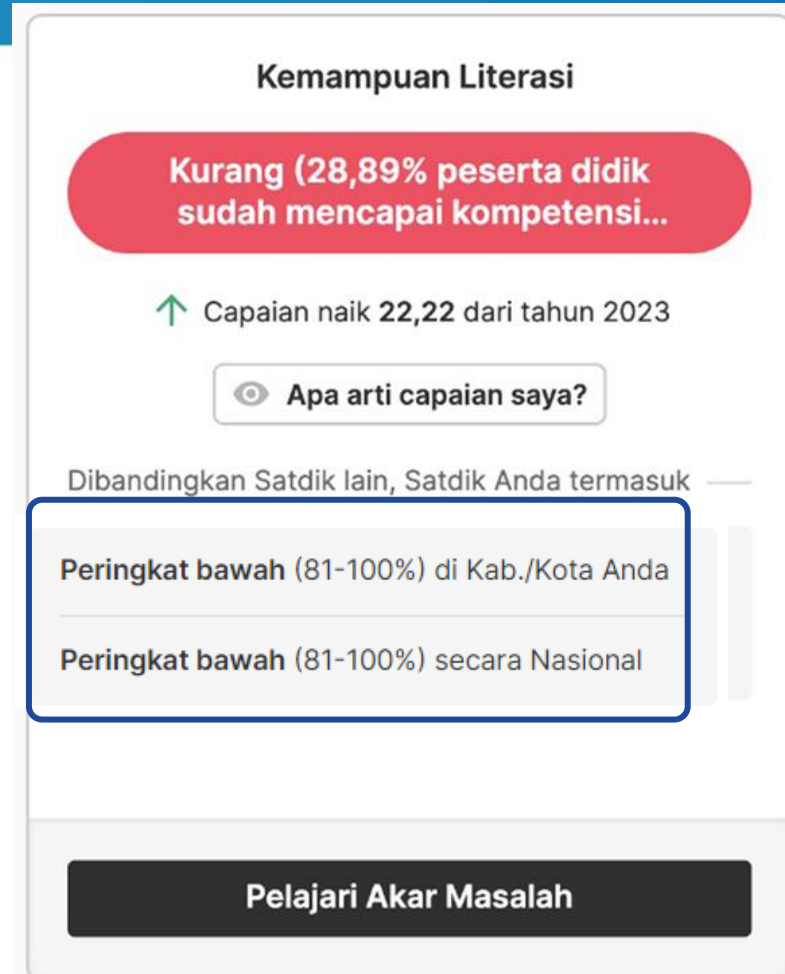 Kemampuan Literasi
Kurang (28,89% peserta didik
sudah mencapai kompetensi...
Capaian naik 22,22 dari tahun 2023
Apa arti capaian saya?
Dibandingkan Satdik lain, Satdik Anda termasuk
Peringkat bawah (81-100%) di Kab./Kota Anda
Peringkat bawah (81-100%) secara Nasional
Pelajari Akar Masalah